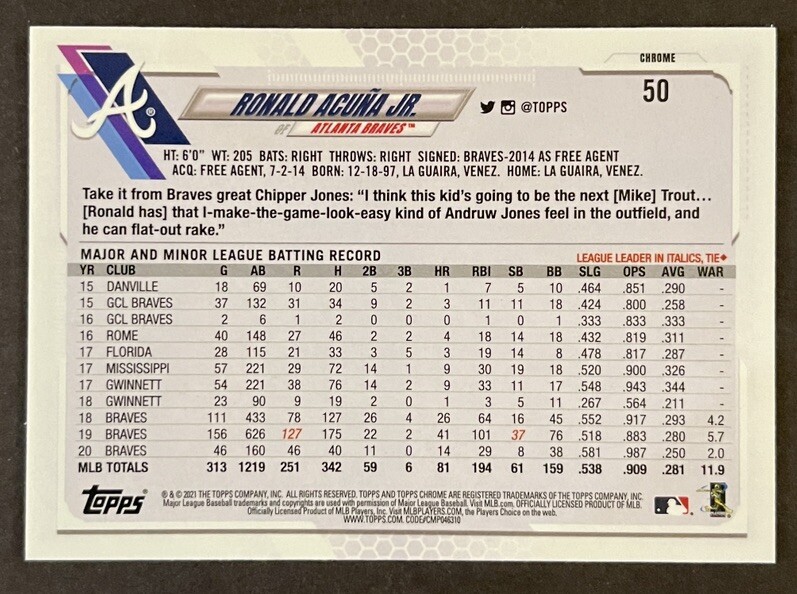 CHROME
50
A ®
RONALD ACUÑA JR.
@TOPPS
OF ATLANTA BRAVES™
HT: 6'0" WT: 205 BATS: RIGHT THROWS: RIGHT SIGNED: BRAVES-2014 AS FREE AGENT
ACQ: FREE AGENT, 7-2-14 BORN: 12-18-97, LA GUAIRA, VENEZ. HOME: LA GUAIRA, VENEZ.
Take it from Braves great Chipper Jones: "I think this kid's going to be the next [Mike] Trout...
[Ronald has] that I-make-the-game-look-easy kind of Andruw Jones feel in the outfield, and
he can flat-out rake."
MAJOR AND MINOR LEAGUE BATTING RECORD LEAGUE LEADER IN ITALICS, TIE♦
YR CLUB G AB R H 2B 3B HR RBI SB BB SLG OPS AVG WAR
15 DANVILLE 18 69 10 20 5 2 1 7 5 10 .464 .851 .290 -
15 GCL BRAVES 37 132 31 34 9 2 3 11 11 18 .424 .800 .258 -
16 GCL BRAVES 2 6 1 2 0 0 0 1 0 1 .333 .833 .333 -
16 ROME 40 148 27 46 2 2 4 18 14 18 .432 .819 .311 -
17 FLORIDA 28 115 21 33 3 5 3 19 14 8 .478 .817 .287 -
17 MISSISSIPPI 57 221 29 72 14 1 9 30 19 18 .520 .900 .326 -
17 GWINNETT 54 221 38 76 14 2 9 33 11 17 .548 .943 .344 -
18 GWINNETT 23 90 9 19 2 0 1 3 5 11 .267 .564 .211 -
18 BRAVES 111 433 78 127 26 4 26 64 16 45 .552 .917 .293 4.2
19 BRAVES 156 626 127 175 22 2 41 101 37 76 .518 .883 .280 5.7
20 BRAVES 46 160 46 40 11 0 14 29 8 38 .581 .987 .250 2.0
MLB TOTALS 313 1219 251 342 59 6 81 194 61 159 .538 .909 .281 11.9
topps
® & © 2021 THE TOPPS COMPANY, INC. ALL RIGHTS RESERVED. TOPPS AND TOPPS CHROME ARE REGISTERED TRADEMARKS OF THE TOPPS COMPANY, INC.
Major League Baseball trademarks and copyrights are used with permission of Major League Baseball. Visit MLB.com. OFFICIALLY LICENSED PRODUCT OF MLB.
Officially Licensed Product of MLB Players, Inc. Visit MLBPLAYERS.com, the Players Choice on the web.
WWW.TOPPS.COM. CODE#CMP046310